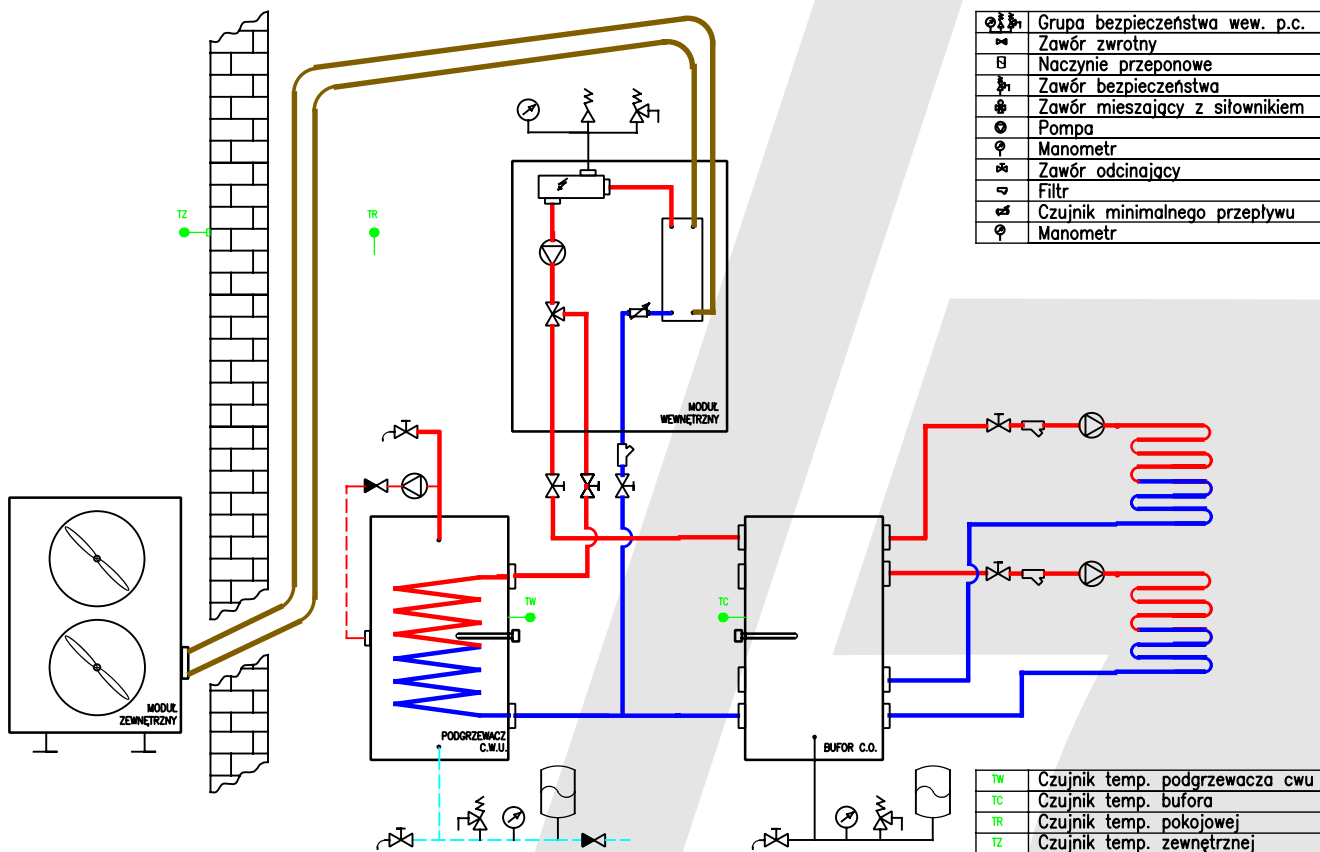 Grupa bezpieczeństwa wew. p.c.
Zawór zwrotny
Naczynie przeponowe
Zawór bezpieczeństwa
Zawór mieszający z siłownikiem
Pompa
Manometr
Zawór odcinający
Filtr
Czujnik minimalnego przepływu
Manometr
TZ
TR
MODUŁ
WEWNĘTRZNY
TW
TC
MODUŁ
ZEWNĘTRZNY
PODGRZEWACZ
C.W.U.
BUFOR C.O.
TW Czujnik temp. podgrzewacza cwu
TC Czujnik temp. bufora
TR Czujnik temp. pokojowej
TZ Czujnik temp. zewnętrznej